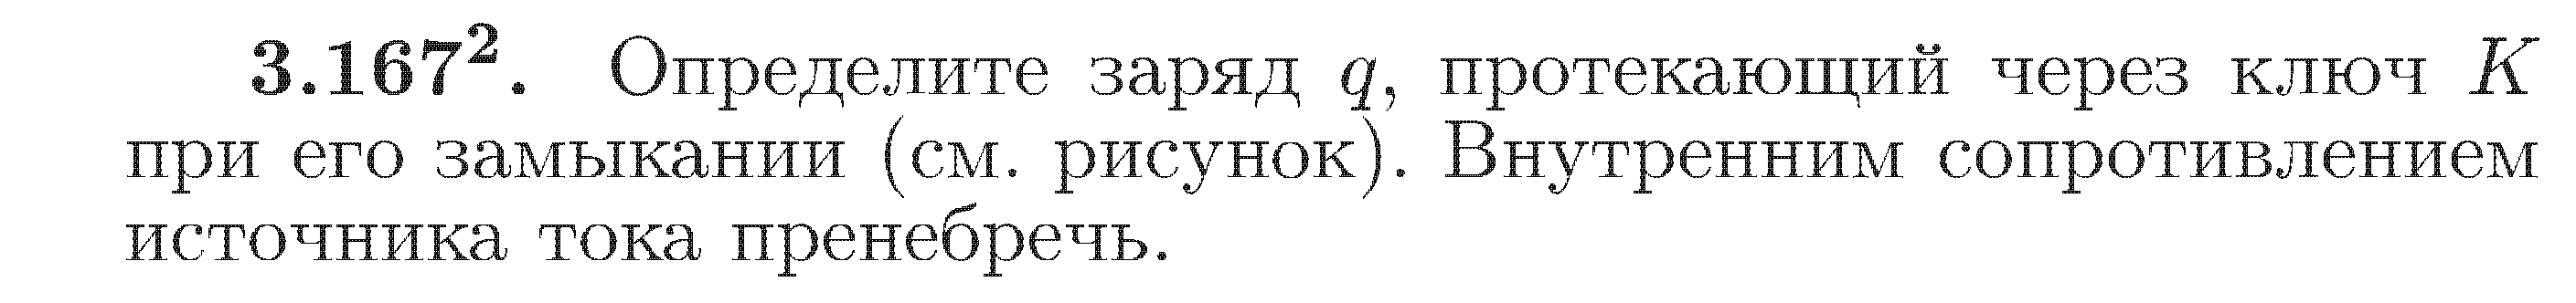 3.167². Определите заряд q, протекающий через ключ K
при его замыкании (см. рисунок). Внутренним сопротивлением
источника тока пренебречь.